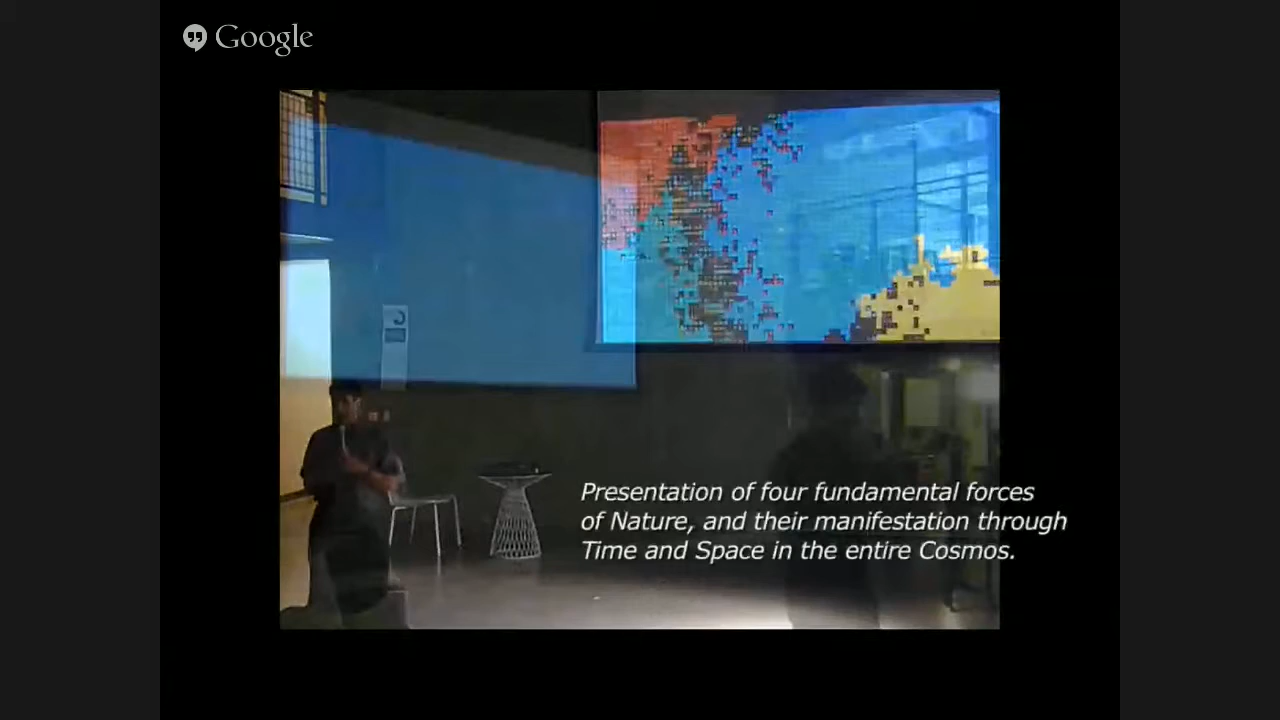 Google
Presentation of four fundamental forces
of Nature, and their manifestation through
Time and Space in the entire Cosmos.